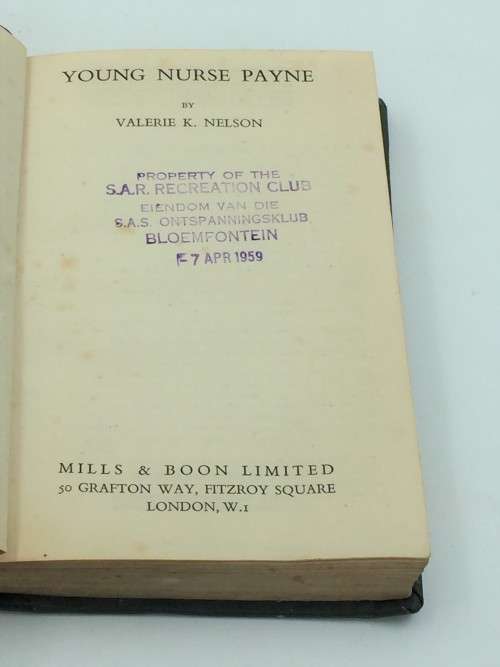 YOUNG NURSE PAYNE
BY
VALERIE K. NELSON
PROPERTY OF THE
S.A.R. RECREATION CLUB
EIENDOM VAN DIE
S.A.S. ONTSPANNINGSKLUB
BLOEMFONTEIN
-7 APR 1959
MILLS & BOON LIMITED
50 GRAFTON WAY, FITZROY SQUARE
LONDON, W.1